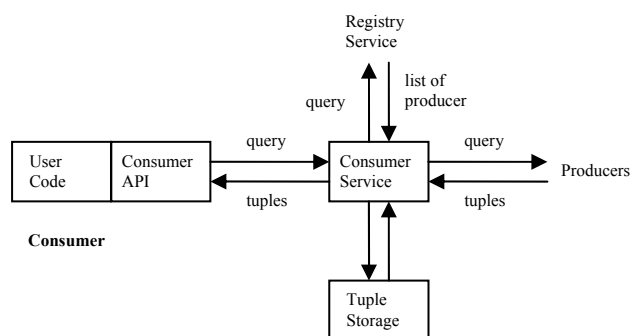 Registry
Service
list of
producer
query
query
query
User
Code
Consumer
API
Consumer
Service
Producers
tuples
tuples
Consumer
Tuple
Storage